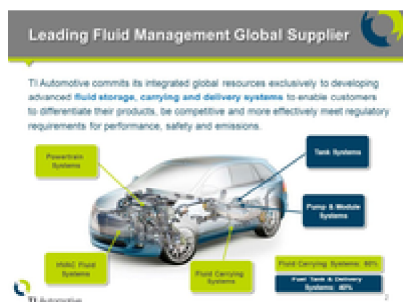 Leading Fluid Management Global Supplier
TI Automotive commits its integrated global resources exclusively to developing
advanced fluid storage, carrying and delivery systems to enable customers
to differentiate their products, be competitive and more effectively meet regulatory
requirements for performance, safety and emissions.
Powertrain
Systems
Tank Systems
Pump & Module
Systems
HVAC Fluid
Systems
Fluid Carrying
Systems
Fluid Carrying Systems: 60%
Fuel Tank & Delivery
Systems: 40%
TI Automotive
2